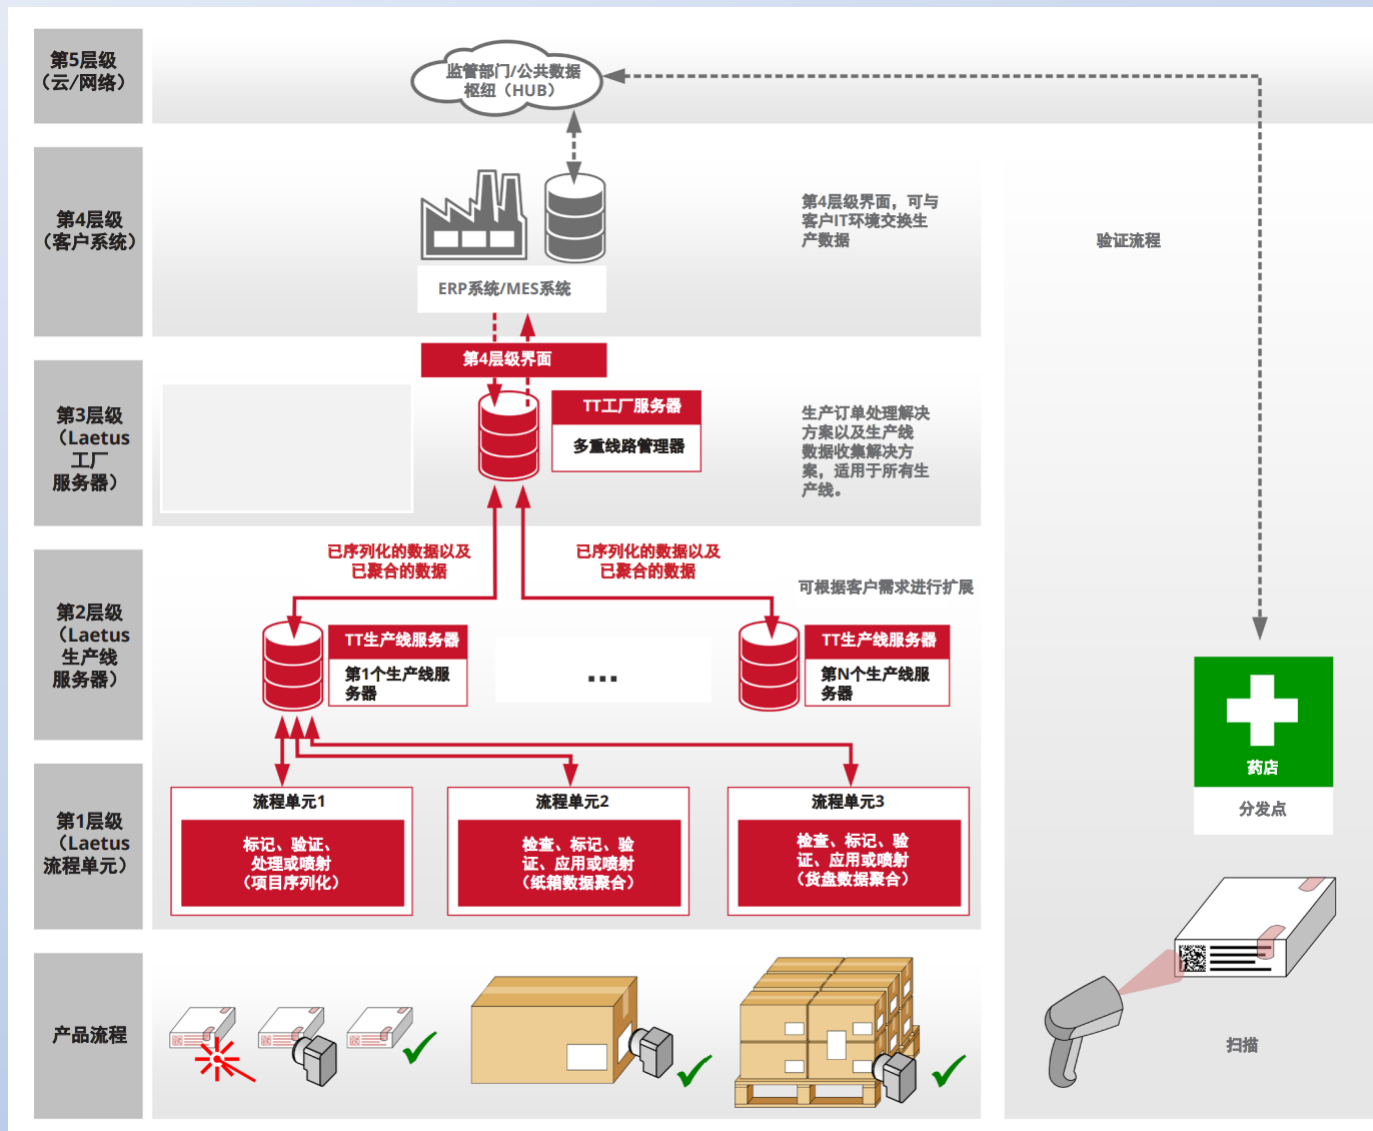 第5层级
（云/网络）
监管部门/公共数据
枢纽（HUB）
第4层级
（客户系统）
ERP系统/MES系统
第4层级界面，可与
客户IT环境交换生
产数据
验证流程
第4层级界面
第3层级
（Laetus
工厂
服务器）
TT工厂服务器
多重线路管理器
生产订单处理解决
方案以及生产线
数据收集解决方
案，适用于所有生
产线。
已序列化的数据以及
已聚合的数据
已序列化的数据以及
已聚合的数据
可根据客户需求进行扩展
第2层级
（Laetus
生产线
服务器）
TT生产线服务器
第1个生产线服
务器
...
TT生产线服务器
第N个生产线服
务器
药店
分发点
第1层级
（Laetus
流程单元）
流程单元1
标记、验证、
处理或喷射
（项目序列化）
流程单元2
检查、标记、验
证、应用或喷射
（纸箱数据聚合）
流程单元3
检查、标记、验
证、应用或喷射
（货盘数据聚合）
产品流程
扫描